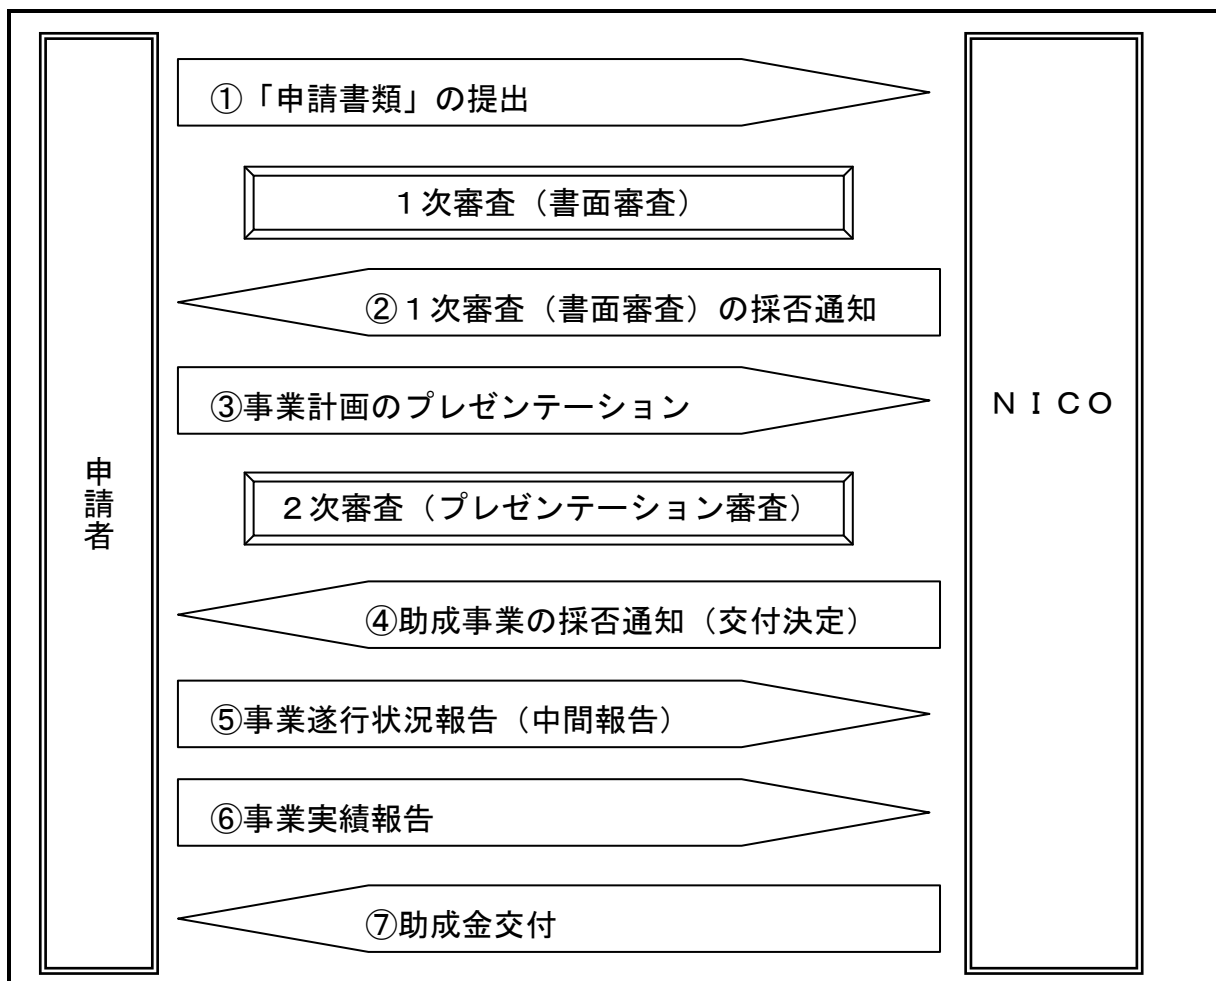 ①「申請書類」の提出
１次審査（書面審査）
②１次審査（書面審査）の採否通知
③事業計画のプレゼンテーション
ＮＩＣＯ
申請者
２次審査（プレゼンテーション審査）
④助成事業の採否通知（交付決定）
⑤事業遂行状況報告（中間報告）
⑥事業実績報告
⑦助成金交付